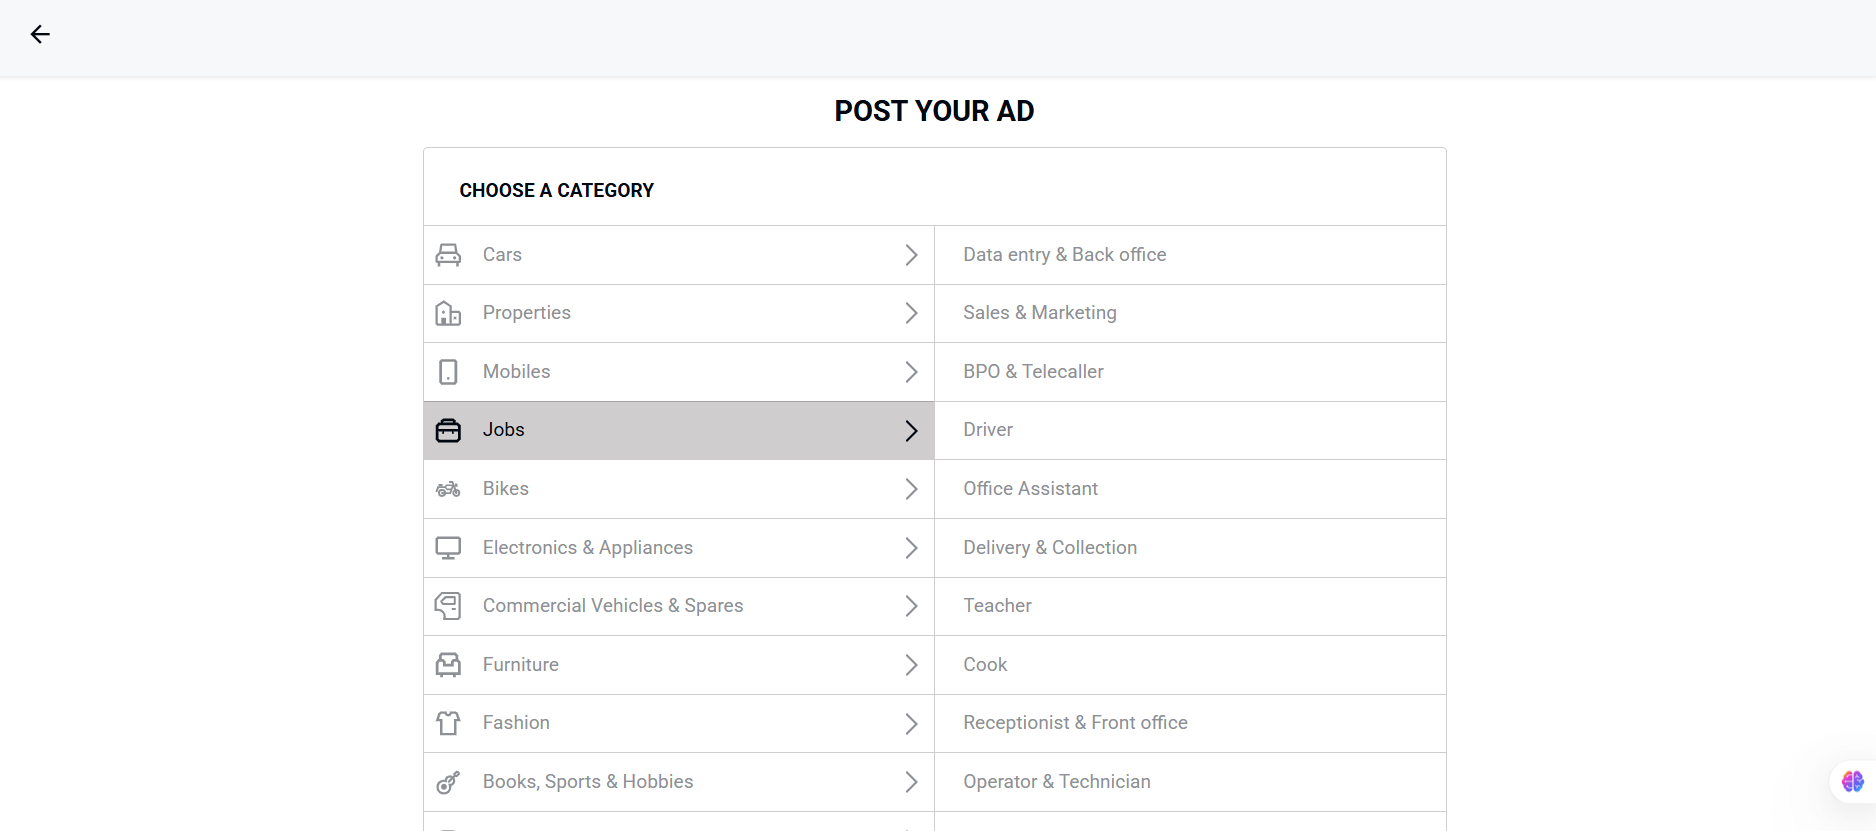 POST YOUR AD
CHOOSE A CATEGORY
Cars
Properties
Mobiles
Jobs
Bikes
Electronics & Appliances
Commercial Vehicles & Spares
Furniture
Fashion
Books, Sports & Hobbies
Data entry & Back office
Sales & Marketing
BPO & Telecaller
Driver
Office Assistant
Delivery & Collection
Teacher
Cook
Receptionist & Front office
Operator & Technician